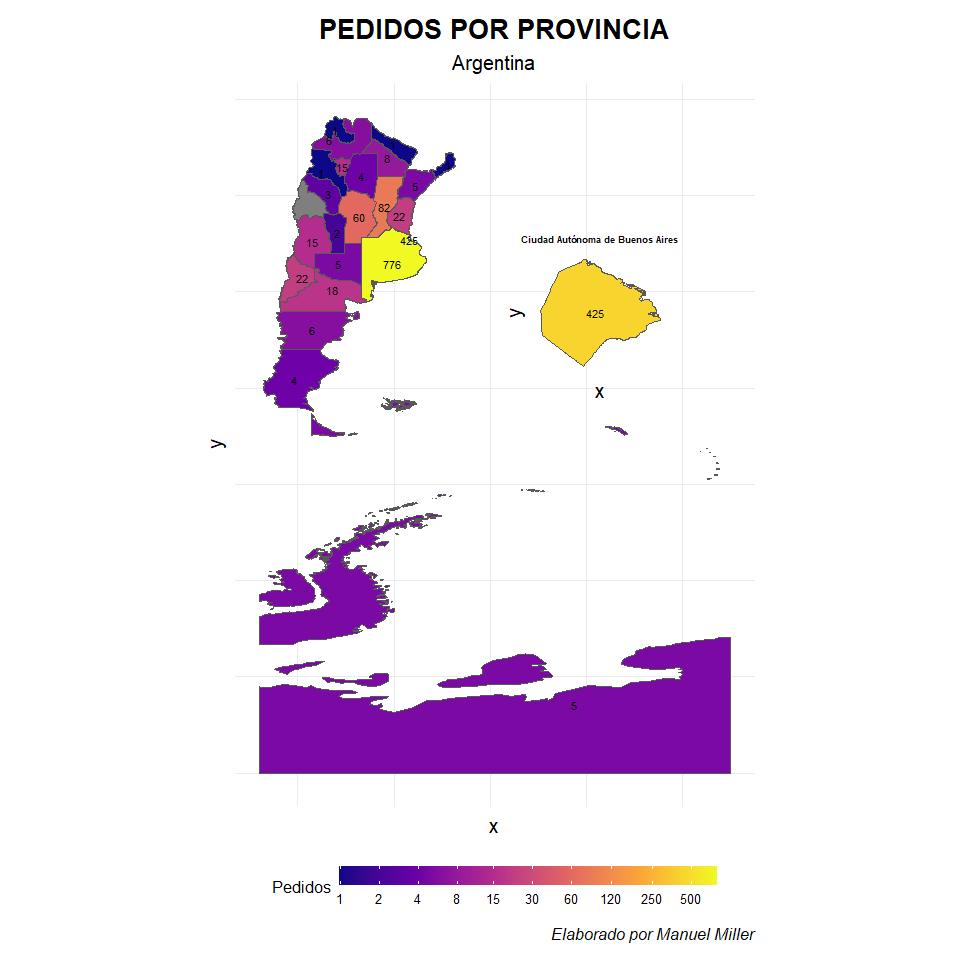 PEDIDOS POR PROVINCIA
Argentina
6
15
8
4
5
3
82
60
22
2
425
15
5
776
22
18
6
4
Ciudad Autónoma de Buenos Aires
y
425
x
y
5
x
Pedidos
1 2 4 8 15 30 60 120 250 500
Elaborado por Manuel Miller